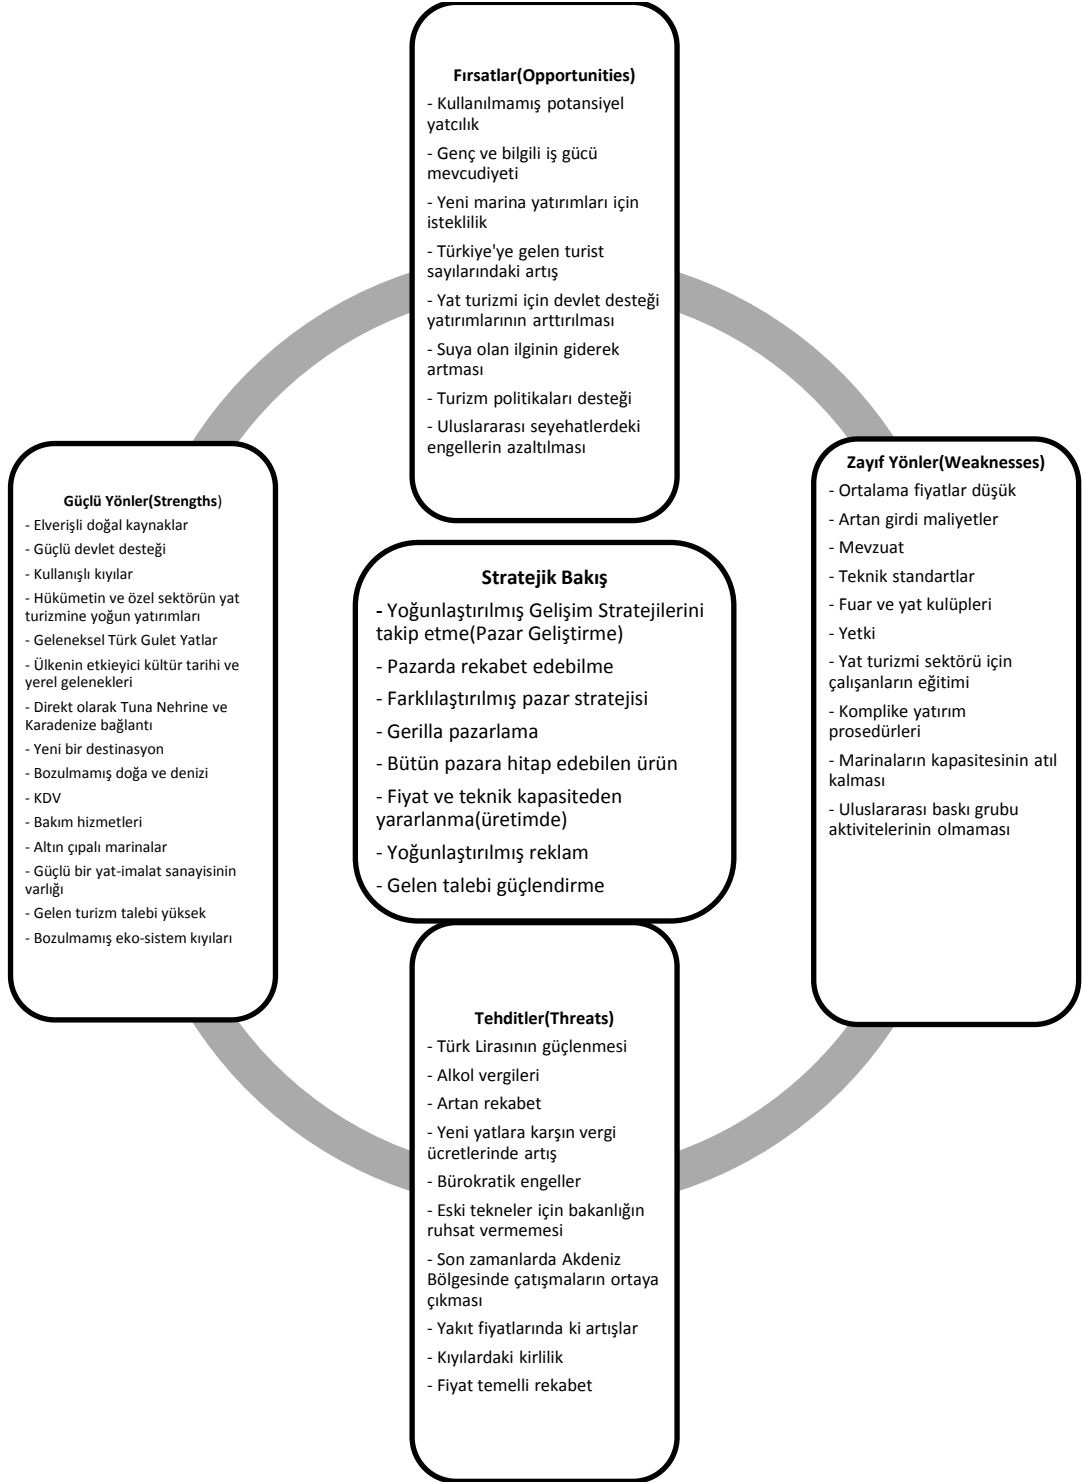 Fırsatlar(Opportunities)
- Kullanılmamış potansiyel
yatcılık
- Genç ve bilgili iş gücü
mevcudiyeti
- Yeni marina yatırımları için
isteklilik
- Türkiye'ye gelen turist
sayılarındaki artış
- Yat turizmi için devlet desteği
yatırımlarının arttırılması
- Suya olan ilginin giderek
artması
- Turizm politikaları desteği
- Uluslararası seyehatlerdeki
engellerin azaltılması
Güçlü Yönler(Strengths)
- Elverişli doğal kaynaklar
- Güçlü devlet desteği
- Kullanışlı kıyılar
- Hükümetin ve özel sektörün yat
turizmine yoğun yatırımları
- Geleneksel Türk Gulet Yatlar
- Ülkenin etkieyici kültür tarihi ve
yerel gelenekleri
- Direkt olarak Tuna Nehrine ve
Karadenize bağlantı
- Yeni bir destinasyon
- Bozulmamış doğa ve denizi
- KDV
- Bakım hizmetleri
- Altın çıpalı marinalar
- Güçlü bir yat-imalat sanayisinin
varlığı
- Gelen turizm talebi yüksek
- Bozulmamış eko-sistem kıyıları
Stratejik Bakış
- Yoğunlaştırılmış Gelişim Stratejilerini
takip etme(Pazar Geliştirme)
- Pazarda rekabet edebilme
- Farklılaştırılmış pazar stratejisi
- Gerilla pazarlama
- Bütün pazara hitap edebilen ürün
- Fiyat ve teknik kapasiteden
yararlanma(üretimde)
- Yoğunlaştırılmış reklam
- Gelen talebi güçlendirme
Zayıf Yönler(Weaknesses)
- Ortalama fiyatlar düşük
- Artan girdi maliyetler
- Mevzuat
- Teknik standartlar
- Fuar ve yat kulüpleri
- Yetki
- Yat turizmi sektörü için
çalışanların eğitimi
- Komplike yatırım
prosedürleri
- Marinaların kapasitesinin atıl
kalması
- Uluslararası baskı grubu
aktivitelerinin olmaması
Tehditler(Threats)
- Türk Lirasının güçlenmesi
- Alkol vergileri
- Artan rekabet
- Yeni yatlara karşın vergi
ücretlerinde artış
- Bürokratik engeller
- Eski tekneler için bakanlığın
ruhsat vermemesi
- Son zamanlarda Akdeniz
Bölgesinde çatışmaların ortaya
çıkması
- Yakıt fiyatlarında ki artışlar
- Kıyılardaki kirlilik
- Fiyat temelli rekabet